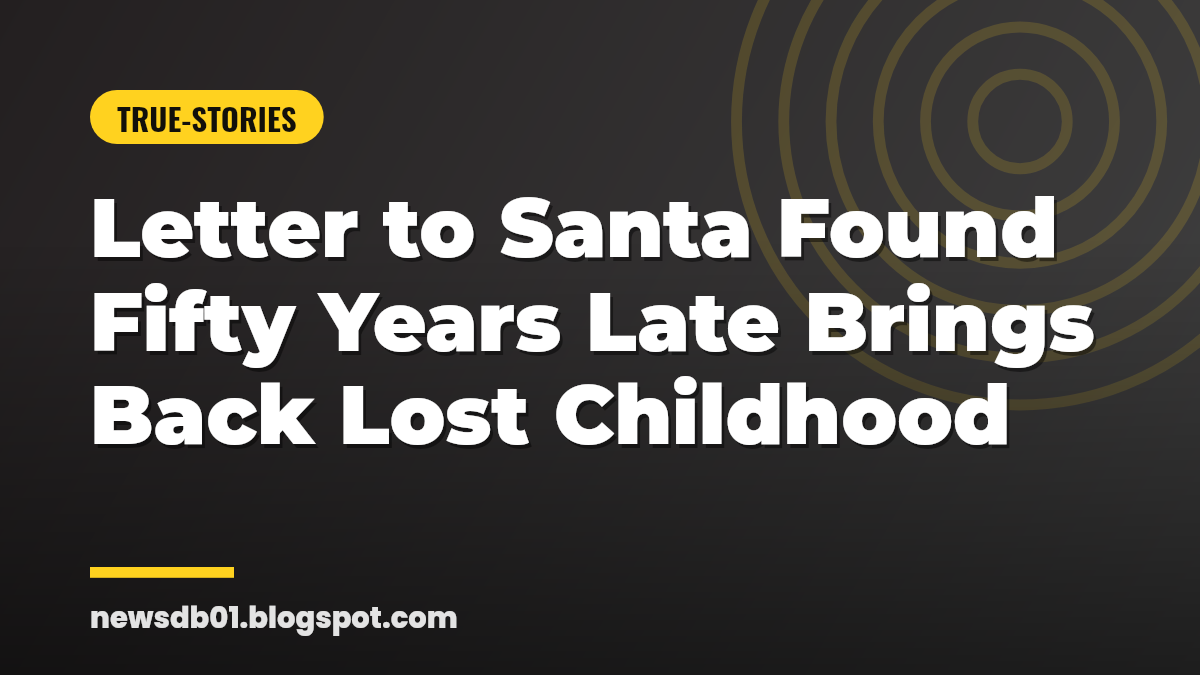 TRUE-STORIES
Letter to Santa Found
Fifty Years Late Brings
Back Lost Childhood
newsdb01.blogspot.com